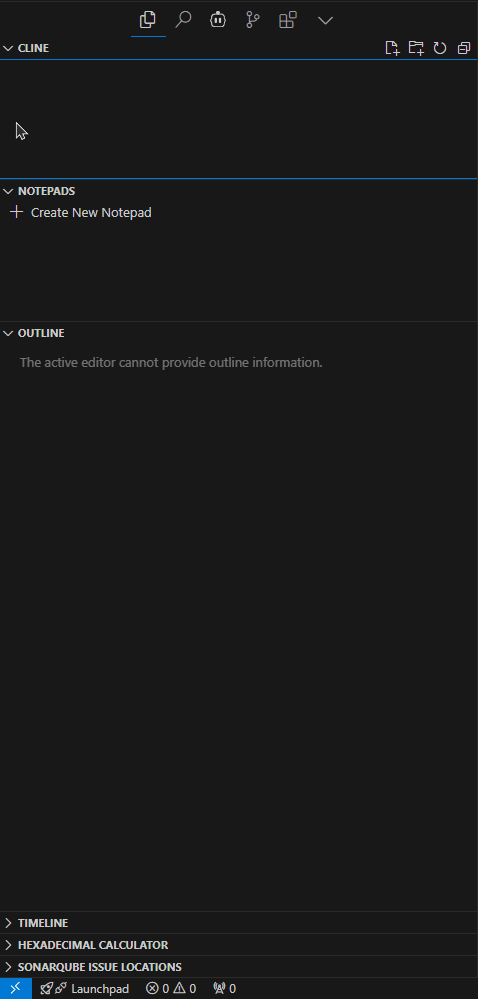 CLINE
NOTEPADS
Create New Notepad
OUTLINE
The active editor cannot provide outline information.
TIMELINE
HEXADECIMAL CALCULATOR
SONARQUBE ISSUE LOCATIONS
Launchpad 0 0 0